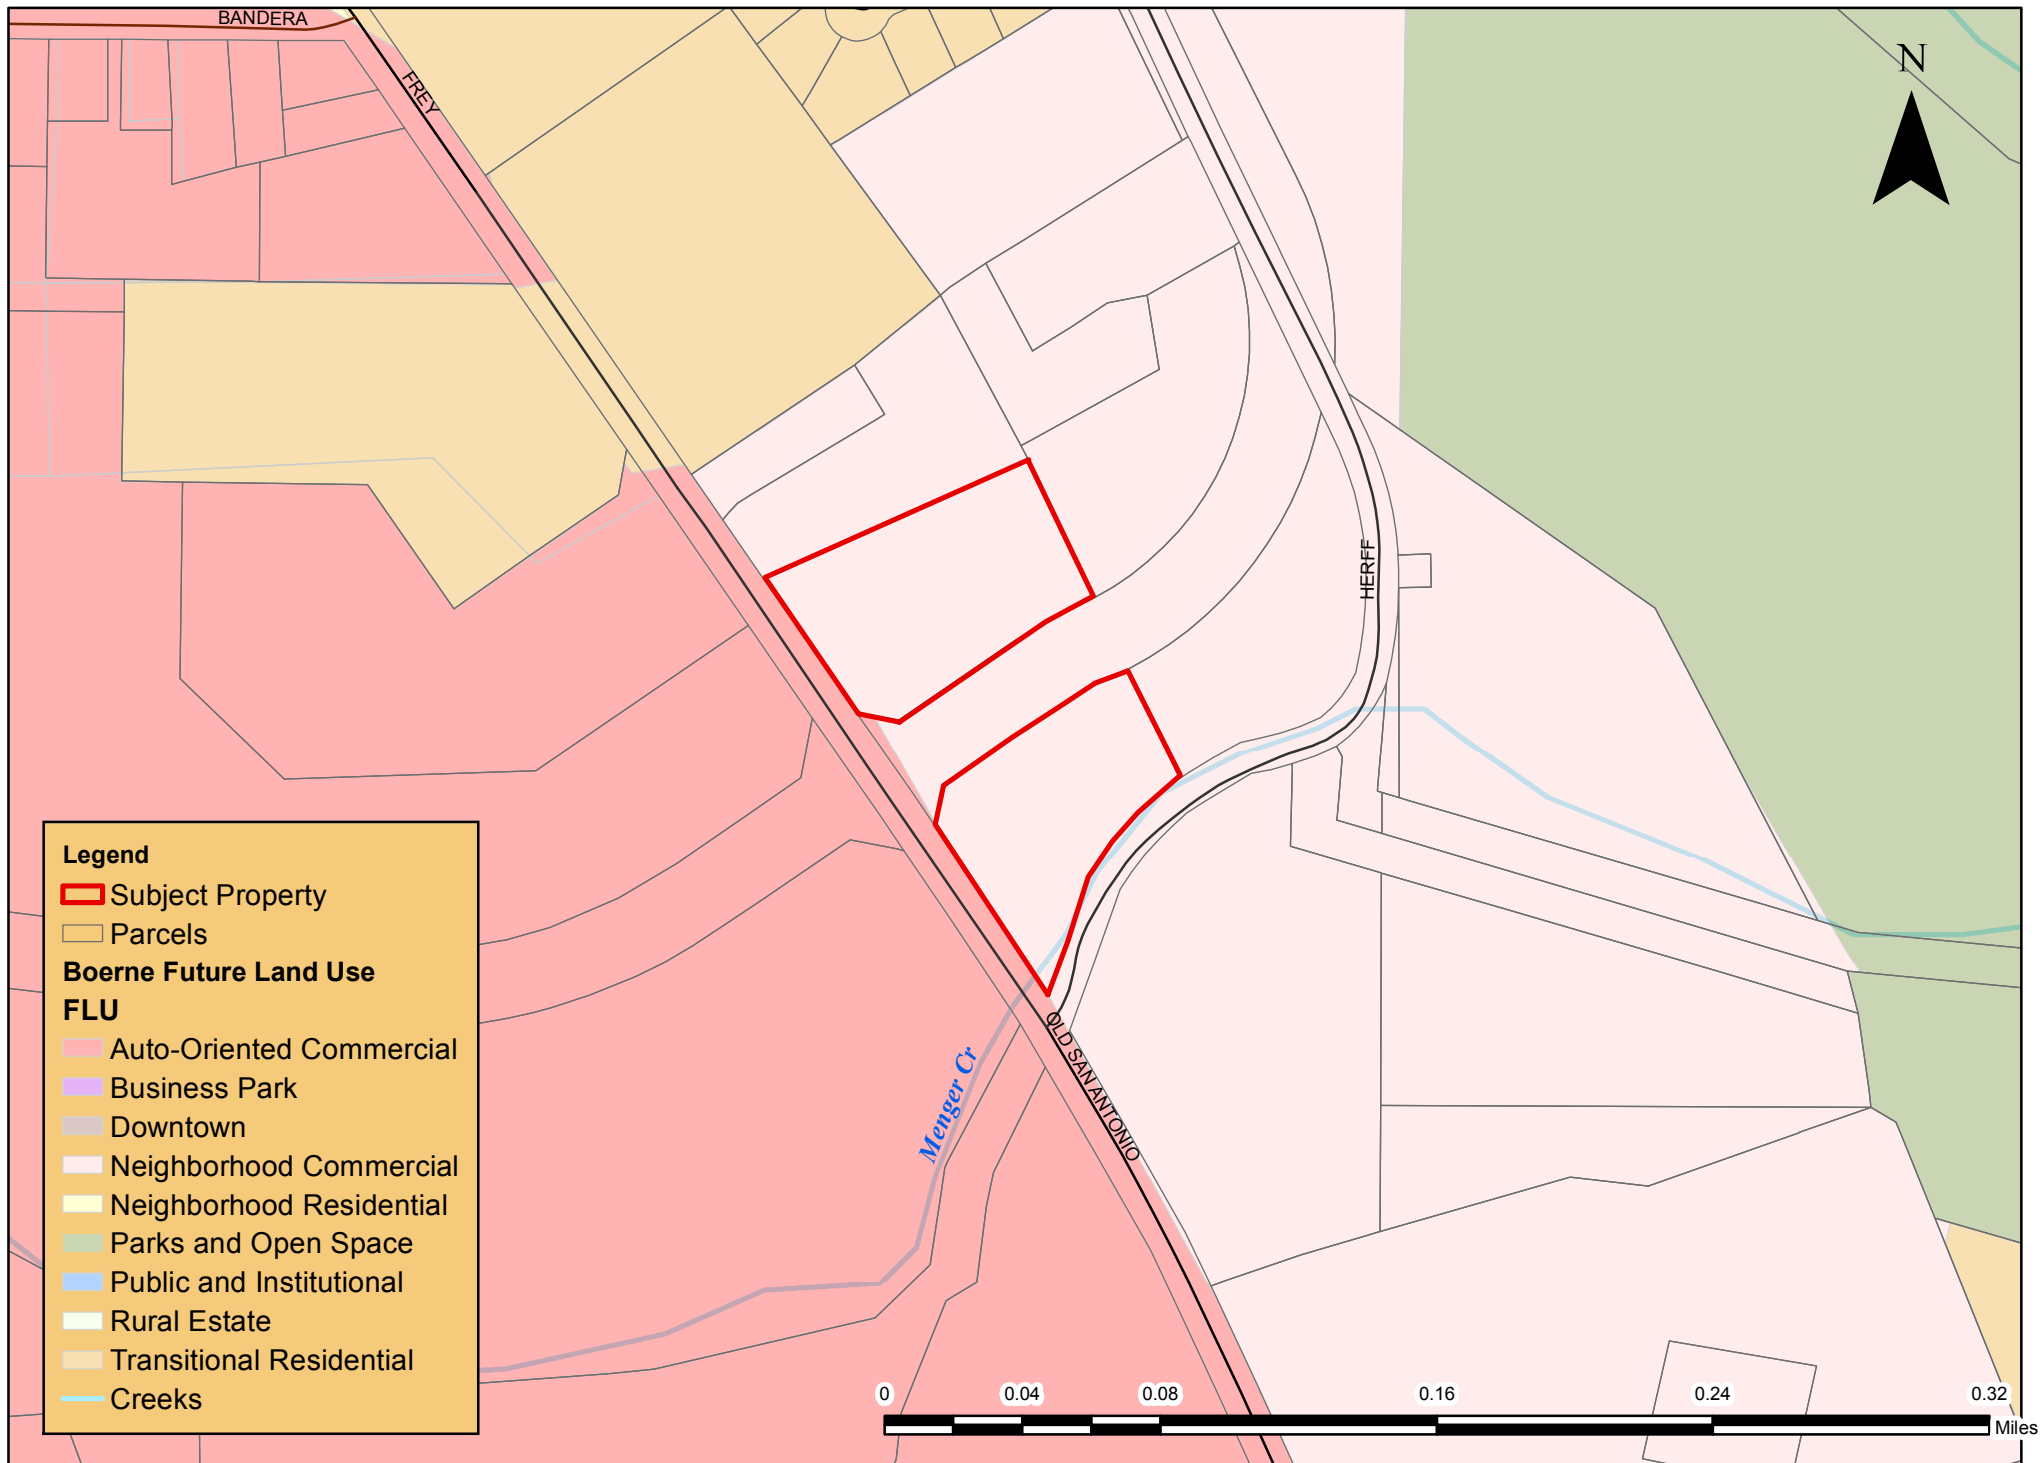 BANDERA
FREY
N
HERFF
OLD SAN ANTONIO
Menger Cr
Legend
Subject Property
Parcels
Boerne Future Land Use
FLU
Auto-Oriented Commercial
Business Park
Downtown
Neighborhood Commercial
Neighborhood Residential
Parks and Open Space
Public and Institutional
Rural Estate
Transitional Residential
Creeks
0 0.04 0.08 0.16 0.24 0.32
Miles